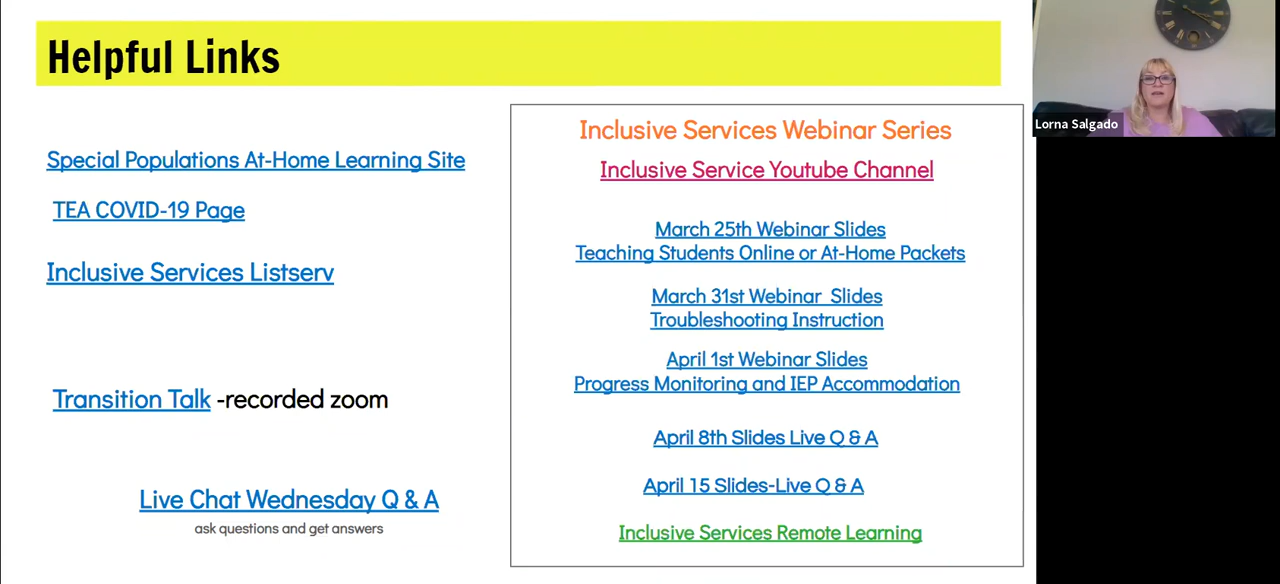 Helpful Links
Special Populations At-Home Learning Site
TEA COVID-19 Page
Inclusive Services Listserv
Transition Talk -recorded zoom
Live Chat Wednesday Q & A
ask questions and get answers
Inclusive Services Webinar Series
Inclusive Service Youtube Channel
March 25th Webinar Slides
Teaching Students Online or At-Home Packets
March 31st Webinar Slides
Troubleshooting Instruction
April 1st Webinar Slides
Progress Monitoring and IEP Accommodation
April 8th Slides Live Q & A
April 15 Slides-Live Q & A
Inclusive Services Remote Learning
Lorna Salgado